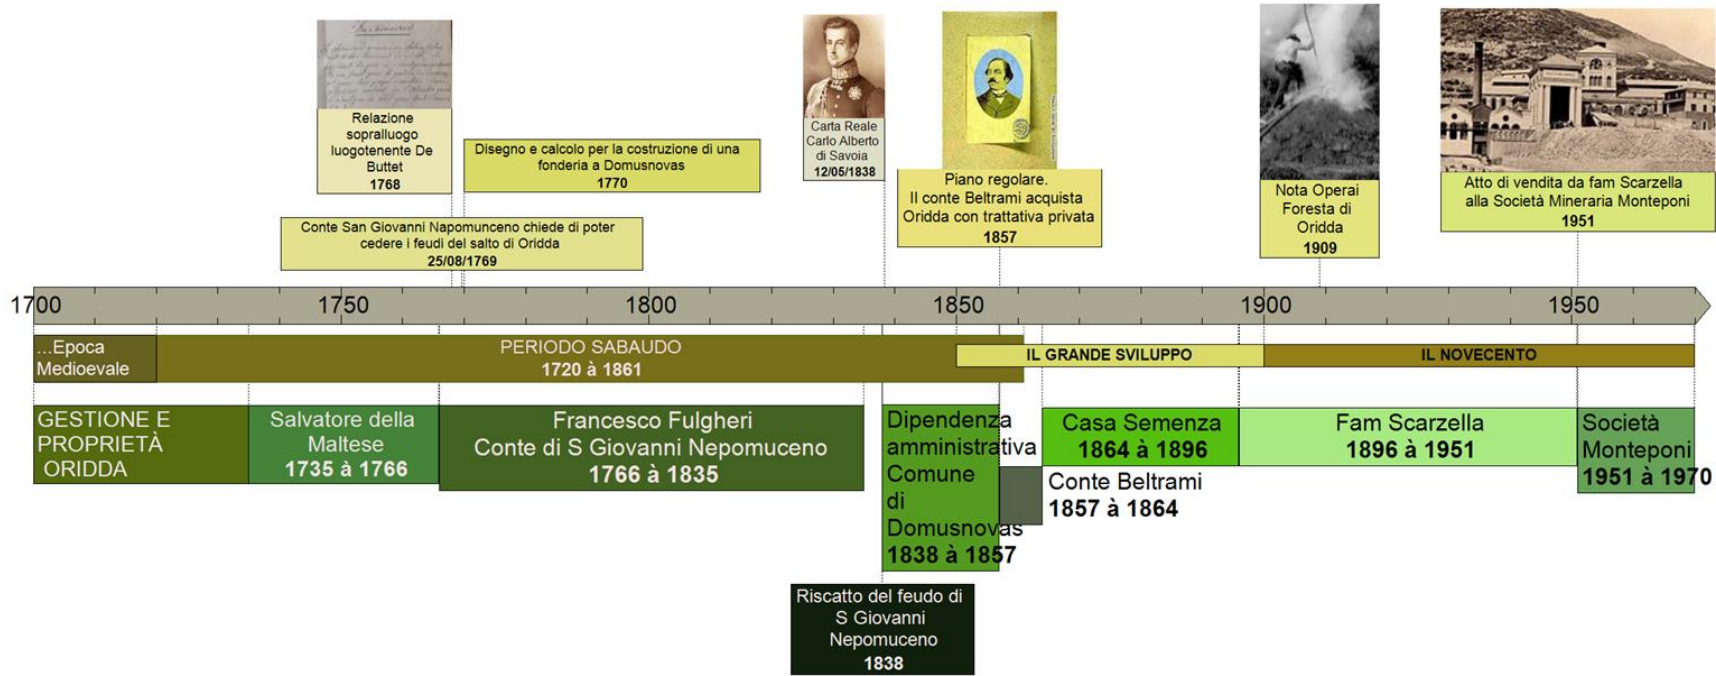 Relazione
sopralluogo
luogotenente De
Buttet
1768
Disegno e calcolo per la costruzione di una
fonderia a Domusnovas
1770
Conte San Giovanni Napomunceno chiede di poter
cedere i feudi del salto di Oridda
25/08/1769
Carta Reale
Carlo Alberto
di Savoia
12/05/1838
Piano regolare.
Il conte Beltrami acquista
Oridda con trattativa privata
1857
Nota Operai
Foresta di
Oridda
1909
Atto di vendita da fam Scarzella
alla Società Mineraria Monteponi
1951
1700 1750 1800 1850 1900 1950
...Epoca
Medioevale
PERIODO SABAUDO
1720 à 1861
IL GRANDE SVILUPPO
IL NOVECENTO
GESTIONE E
PROPRIETÀ
ORIDDA
Salvatore della
Maltese
1735 à 1766
Francesco Fulgheri
Conte di S Giovanni Nepomuceno
1766 à 1835
Dipendenza
amministrativa
Comune
di
Domusnovas
1838 à 1857
Casa Semenza
1864 à 1896
Conte Beltrami
1857 à 1864
Fam Scarzella
1896 à 1951
Società
Monteponi
1951 à 1970
Riscatto del feudo di
S Giovanni
Nepomuceno
1838